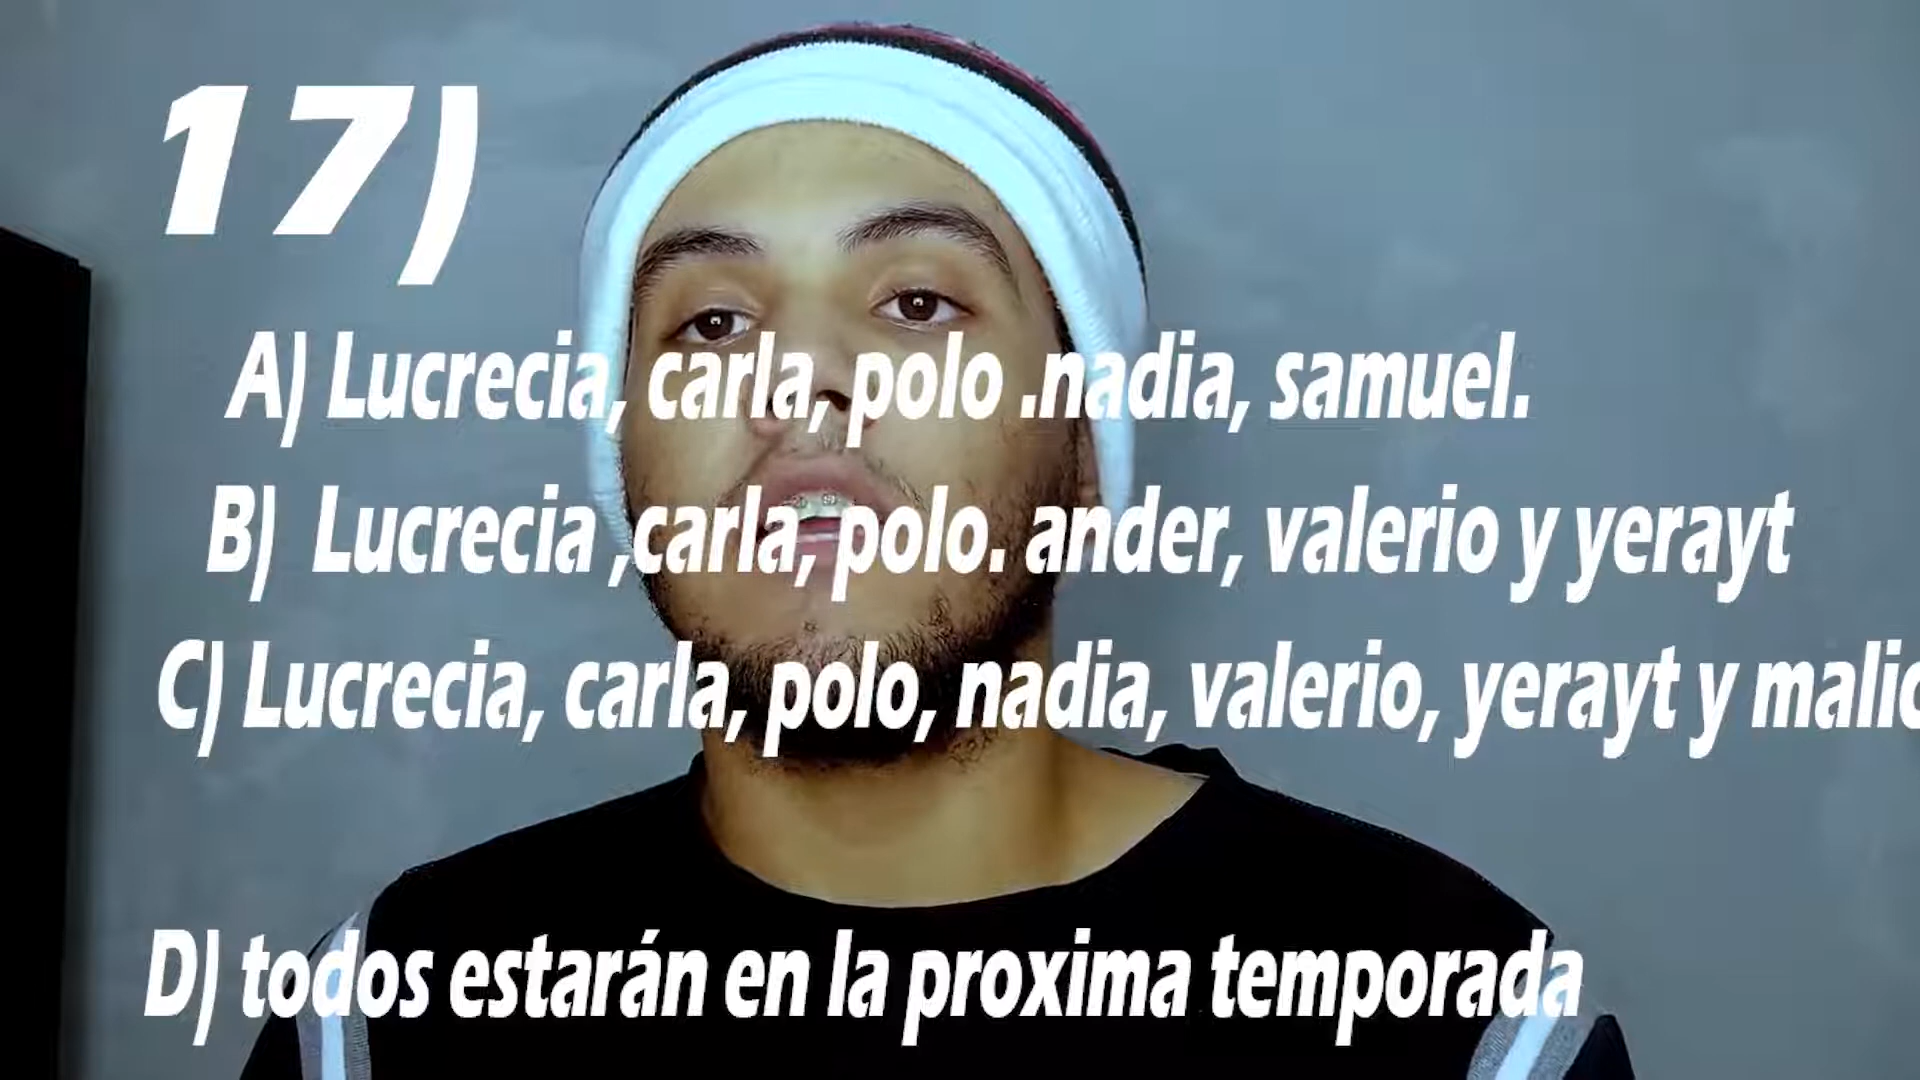 17)
A) Lucrecia, carla, polo .nadia, samuel.
B) Lucrecia ,carla, polo. ander, valerio y yerayt
C) Lucrecia, carla, polo, nadia, valerio, yerayt y malic
D) todos estarán en la proxima temporada